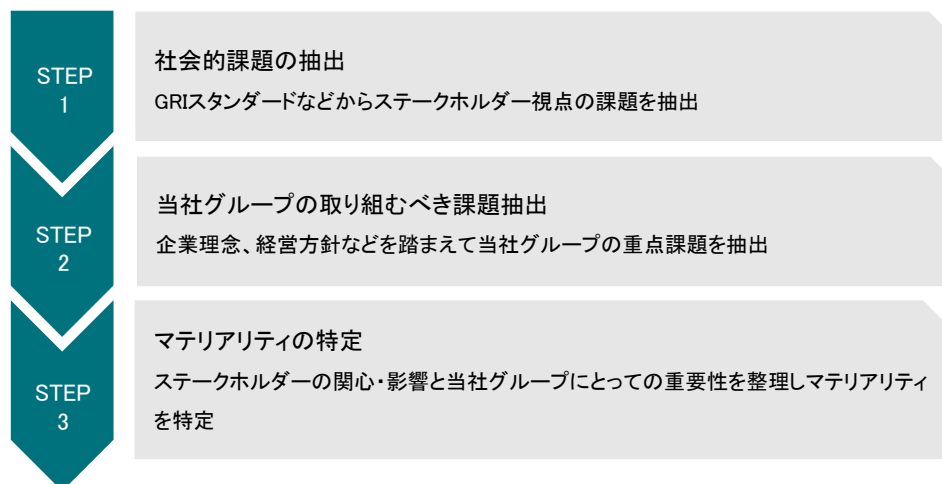 STEP
1
社会的課題の抽出
GRIスタンダードなどからステークホルダー視点の課題を抽出
STEP
2
当社グループの取り組むべき課題抽出
企業理念、経営方針などを踏まえて当社グループの重点課題を抽出
STEP
3
マテリアリティの特定
ステークホルダーの関心・影響と当社グループにとっての重要性を整理しマテリアリティ
を特定